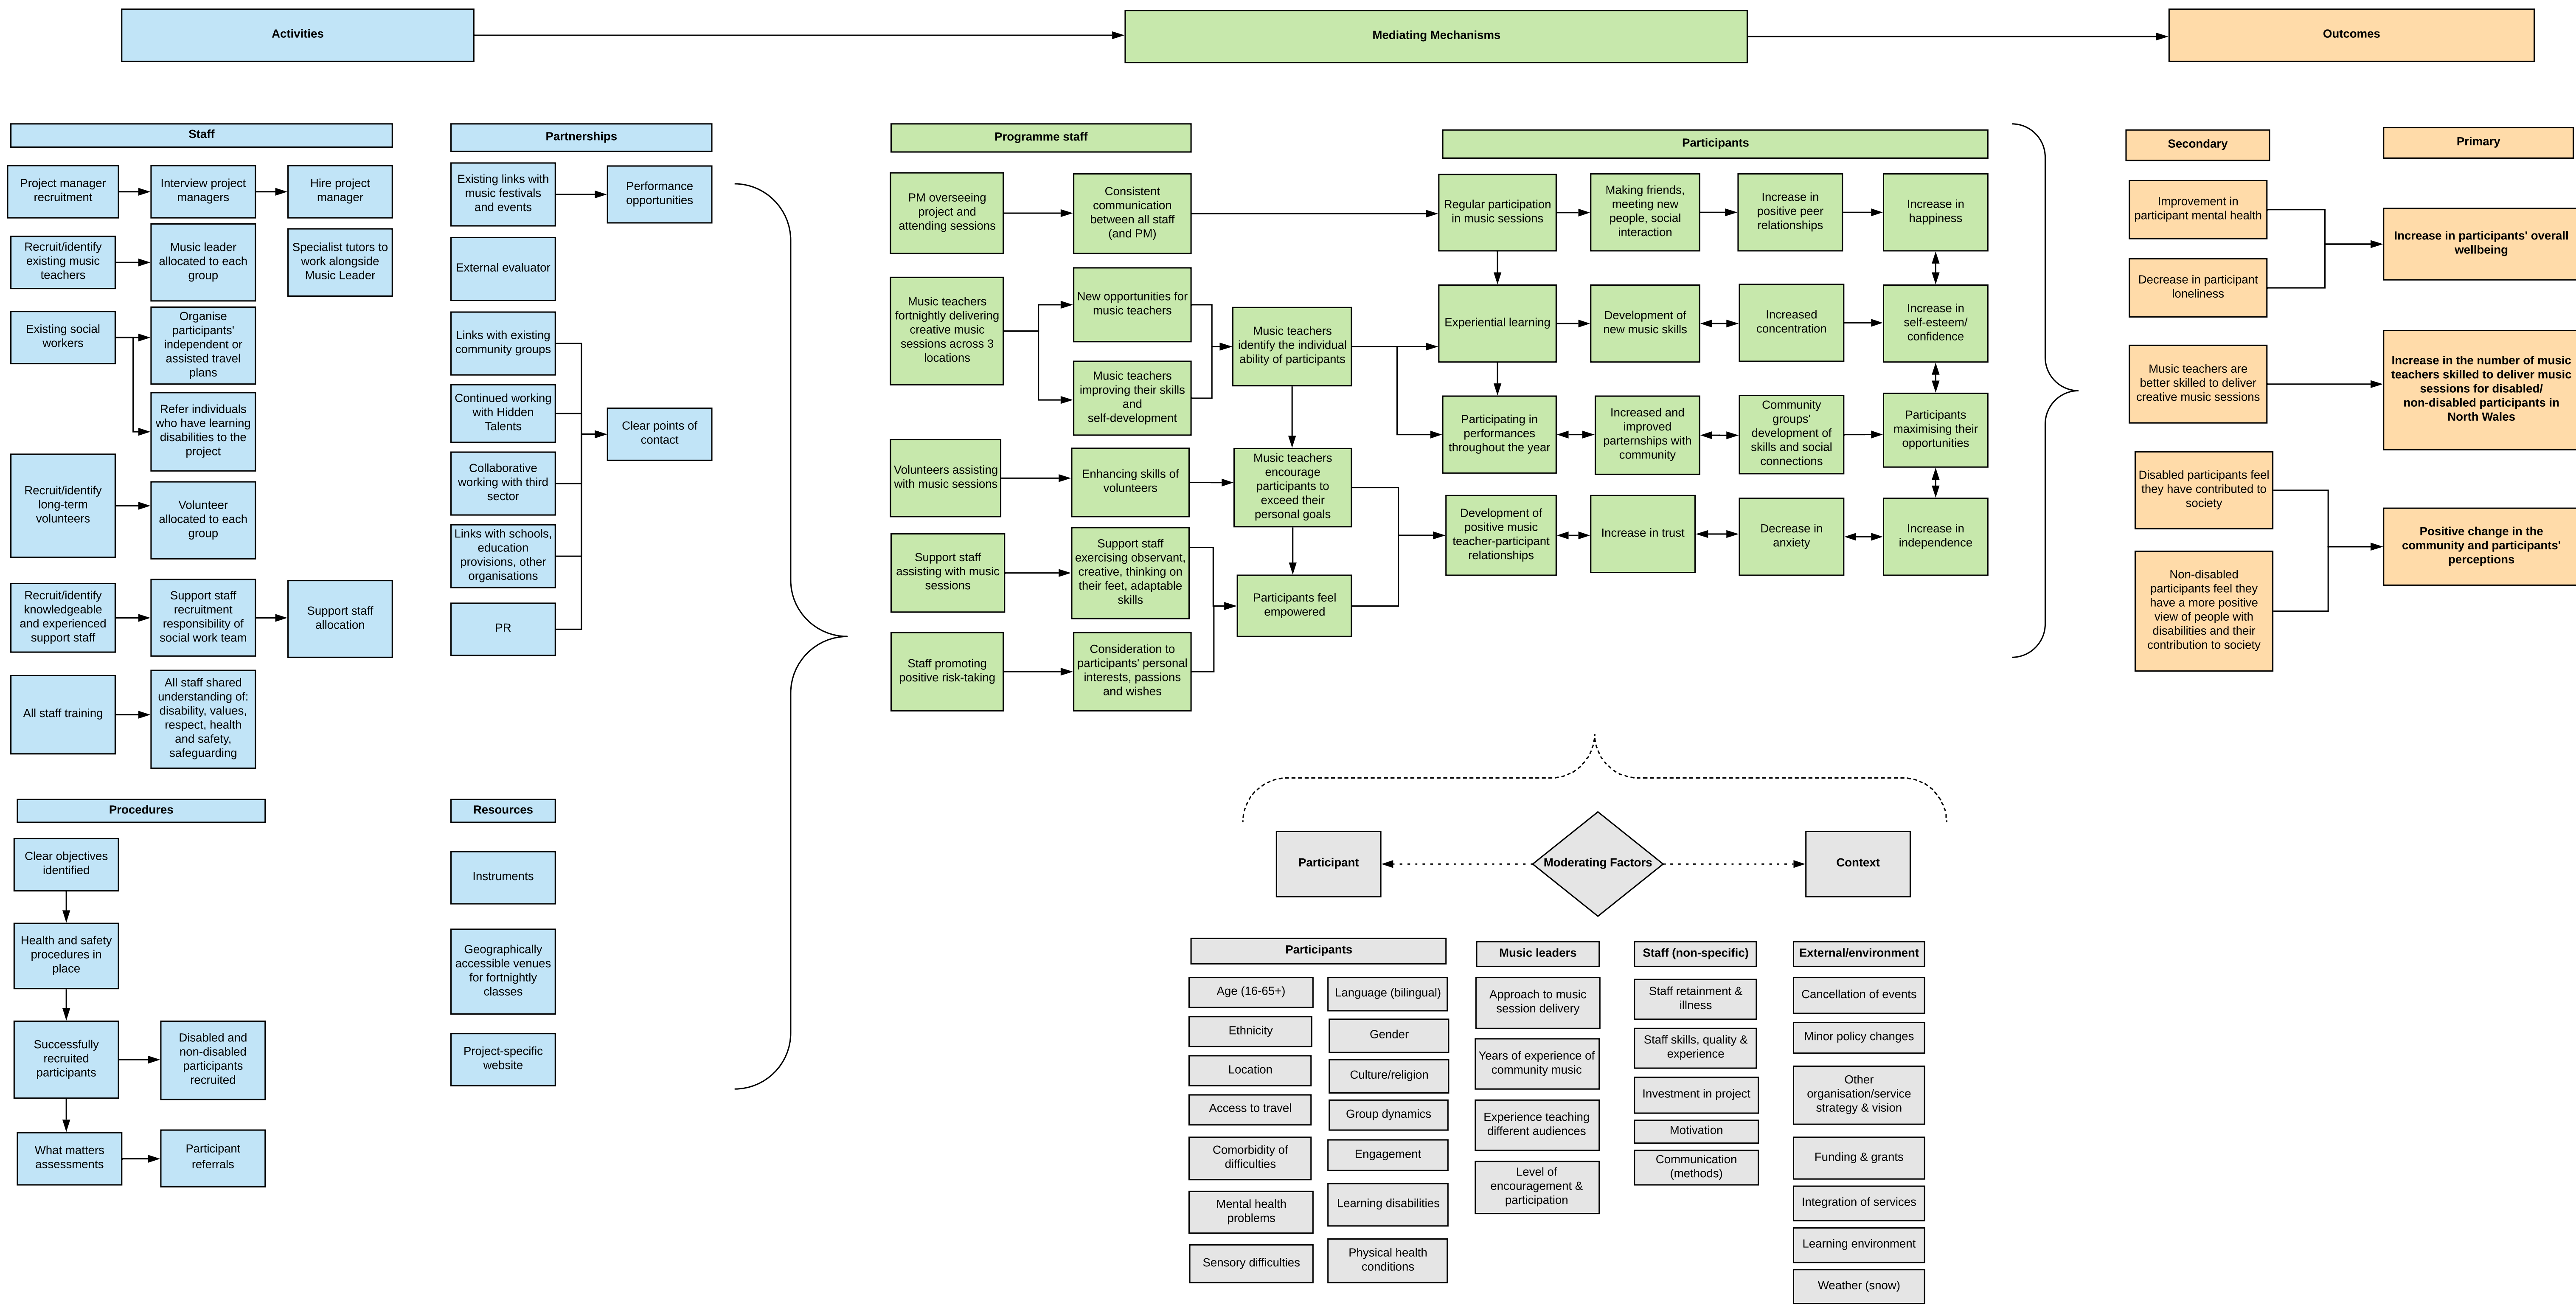 Activities
Mediating Mechanisms
Outcomes
Staff
Project manager
recruitment
Interview project
managers
Hire project
manager
Recruit/identify
existing music
teachers
Music leader
allocated to each
group
Specialist tutors to
work alongside
Music Leader
Existing social
workers
Organise
participants'
independent or
assisted travel
plans
Refer individuals
who have learning
disabilities to the
project
Recruit/identify
long-term
volunteers
Volunteer
allocated to each
group
Recruit/identify
knowledgeable
and experienced
support staff
Support staff
recruitment
responsibility of
social work team
Support staff
allocation
All staff training
All staff shared
understanding of:
disability, values,
respect, health
and safety,
safeguarding
Partnerships
Existing links with
music festivals
and events
Performance
opportunities
External evaluator
Links with existing
community groups
Continued working
with Hidden
Talents
Clear points of
contact
Collaborative
working with third
sector
Links with schools,
education
provisions, other
organisations
PR
Procedures
Clear objectives
identified
Health and safety
procedures in
place
Successfully
recruited
participants
Disabled and
non-disabled
participants
recruited
What matters
assessments
Participant
referrals
Resources
Instruments
Geographically
accessible venues
for fortnightly
classes
Project-specific
website
Programme staff
PM overseeing
project and
attending sessions
Consistent
communication
between all staff
(and PM)
Music teachers
fortnightly delivering
creative music
sessions across 3
locations
New opportunities for
music teachers
Music teachers
improving their skills
and
self-development
Music teachers
identify the individual
ability of participants
Volunteers assisting
with music sessions
Enhancing skills of
volunteers
Music teachers
encourage
participants to
exceed their
personal goals
Support staff
assisting with music
sessions
Support staff
exercising observant,
creative, thinking on
their feet, adaptable
skills
Participants feel
empowered
Staff promoting
positive risk-taking
Consideration to
participants' personal
interests, passions
and wishes
Participants
Regular participation
in music sessions
Making friends,
meeting new
people, social
interaction
Increase in
positive peer
relationships
Increase in
happiness
Experiential learning
Development of
new music skills
Increased
concentration
Increase in
self-esteem/
confidence
Participating in
performances
throughout the year
Increased and
improved
parternships with
community
Community
groups'
development of
skills and social
connections
Participants
maximising their
opportunities
Development of
positive music
teacher-participant
relationships
Increase in trust
Decrease in
anxiety
Increase in
independence
Secondary
Improvement in
participant mental health
Decrease in participant
loneliness
Music teachers are
better skilled to deliver
creative music sessions
Disabled participants feel
they have contributed to
society
Non-disabled
participants feel they
have a more positive
view of people with
disabilities and their
contribution to society
Primary
Increase in participants' overall
wellbeing
Increase in the number of music
teachers skilled to deliver music
sessions for disabled/
non-disabled participants in
North Wales
Positive change in the
community and participants'
perceptions
Participant
Moderating Factors
Context
Participants
Age (16-65+)
Ethnicity
Location
Access to travel
Comorbidity of
difficulties
Mental health
problems
Sensory difficulties
Language (bilingual)
Gender
Culture/religion
Group dynamics
Engagement
Learning disabilities
Physical health
conditions
Music leaders
Approach to music
session delivery
Years of experience of
community music
Experience teaching
different audiences
Level of
encouragement &
participation
Staff (non-specific)
Staff retainment &
illness
Staff skills, quality &
experience
Investment in project
Motivation
Communication
(methods)
External/environment
Cancellation of events
Minor policy changes
Other
organisation/service
strategy & vision
Funding & grants
Integration of services
Learning environment
Weather (snow)